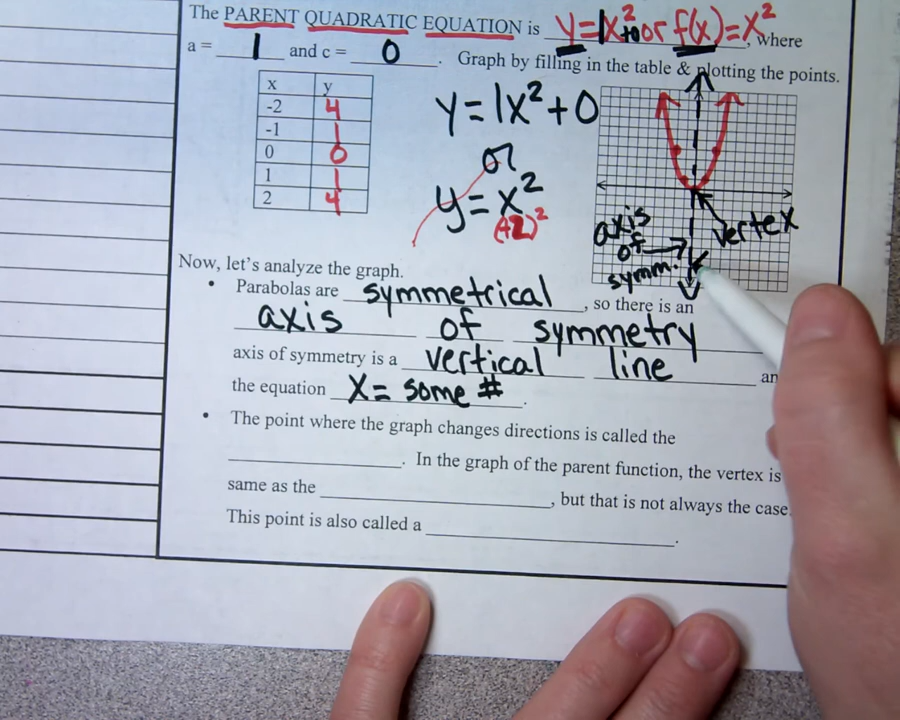 The PARENT QUADRATIC EQUATION is y=1x²+0 or f(x)=x², where
a = 1 and c = 0. Graph by filling in the table & plotting the points.
x y
-2 4
-1 1
0 0
1 1
2 4
y=1x²+0
or
y=x²
(±2)²
axis
of
symm.
vertex
Now, let's analyze the graph.
• Parabolas are symmetrical, so there is an
axis of symmetry
axis of symmetry is a vertical line an
the equation x= some #.
• The point where the graph changes directions is called the
____. In the graph of the parent function, the vertex is
same as the ____, but that is not always the case.
This point is also called a ____.